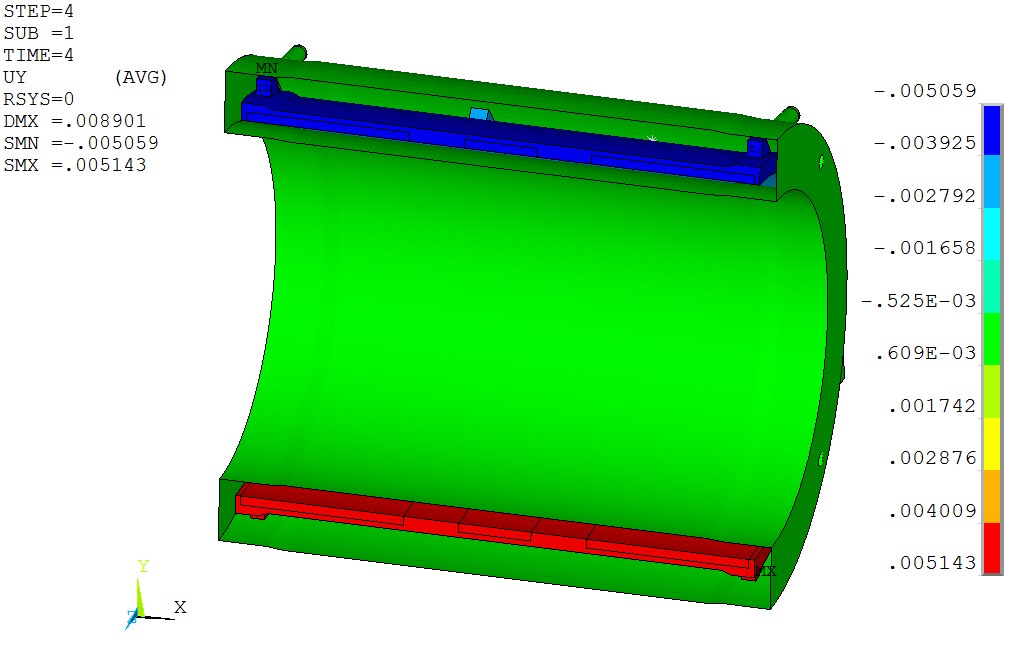 STEP=4
SUB =1
TIME=4
UY (AVG)
RSYS=0
DMX =.008901
SMN =-.005059
SMX =.005143
MN
MX
Y
X
Z
-.005059
-.003925
-.002792
-.001658
-.525E-03
.609E-03
.001742
.002876
.004009
.005143